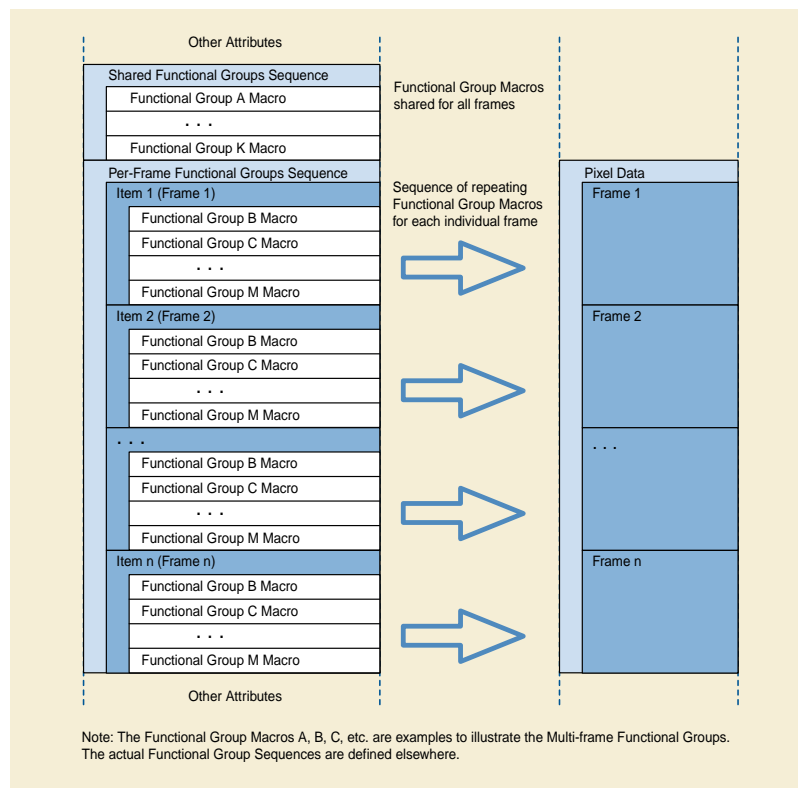 Other Attributes
Shared Functional Groups Sequence
Functional Group A Macro
. . .
Functional Group K Macro
Functional Group Macros
shared for all frames
Per-Frame Functional Groups Sequence
Item 1 (Frame 1)
Functional Group B Macro
Functional Group C Macro
. . .
Functional Group M Macro
Item 2 (Frame 2)
Functional Group B Macro
Functional Group C Macro
. . .
Functional Group M Macro
. . .
Functional Group B Macro
Functional Group C Macro
. . .
Functional Group M Macro
Item n (Frame n)
Functional Group B Macro
Functional Group C Macro
. . .
Functional Group M Macro
Other Attributes
Sequence of repeating
Functional Group Macros
for each individual frame
Pixel Data
Frame 1
Frame 2
. . .
Frame n
Note: The Functional Group Macros A, B, C, etc. are examples to illustrate the Multi-frame Functional Groups.
The actual Functional Group Sequences are defined elsewhere.